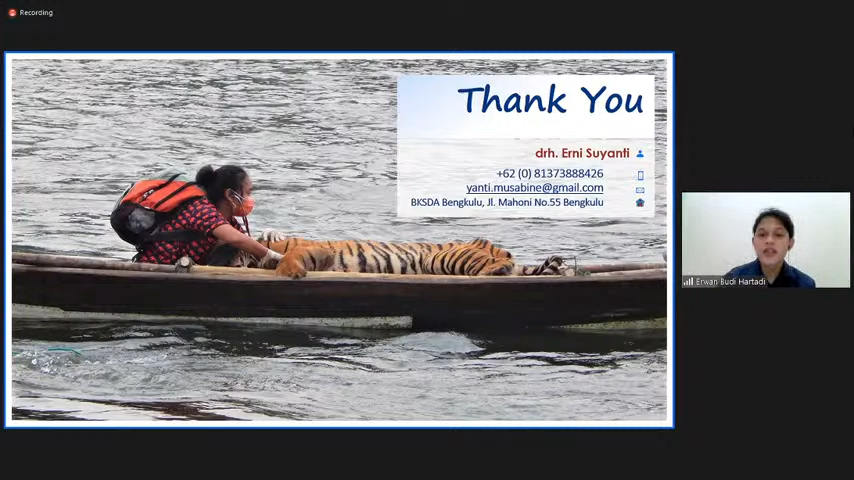 Recording
Thank You
drh. Erni Suyanti
+62 (0) 81373888426
yanti.musabine@gmail.com
BKSDA Bengkulu, Jl. Mahoni No.55 Bengkulu
Erwan Budi Hartadi